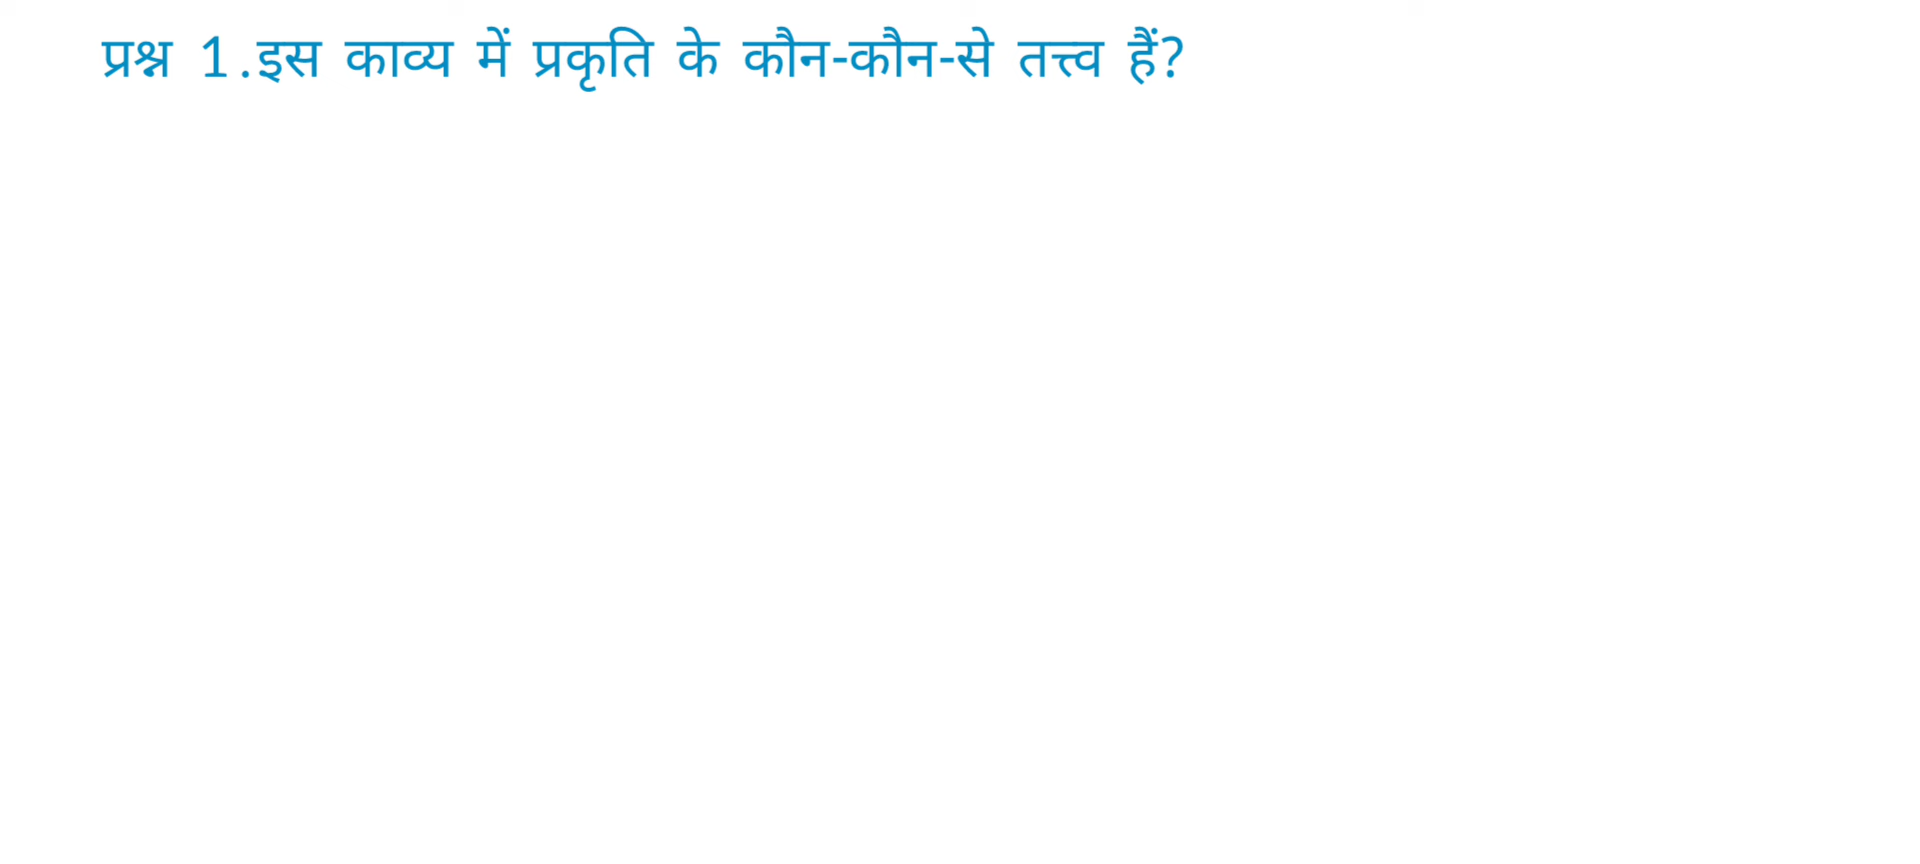 प्रश्न 1.इस काव्य में प्रकृति के कौन-कौन-से तत्त्व हैं?